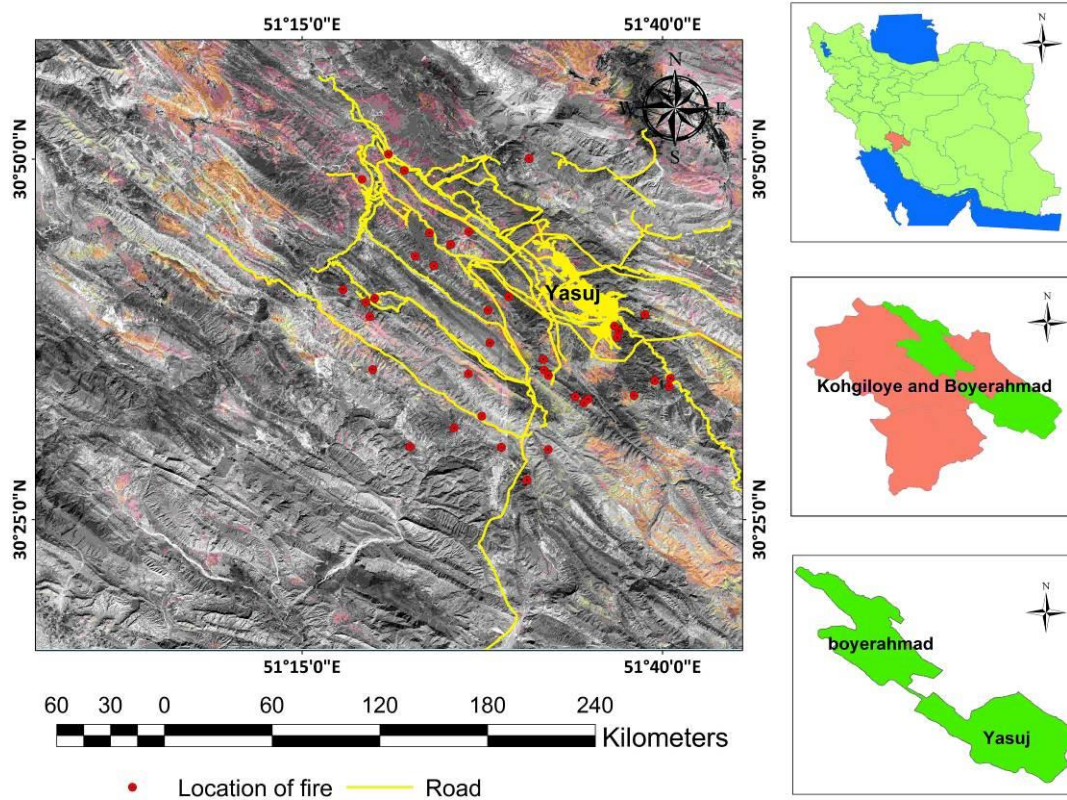 51°15'0"E 51°40'0"E
N
W E
S
30°50'0"N 30°50'0"N
Yasuj
30°25'0"N 30°25'0"N
51°15'0"E 51°40'0"E
60 30 0 60 120 180 240
Kilometers
Location of fire Road
N
N
Kohgiloye and Boyerahmad
N
boyerahmad
Yasuj